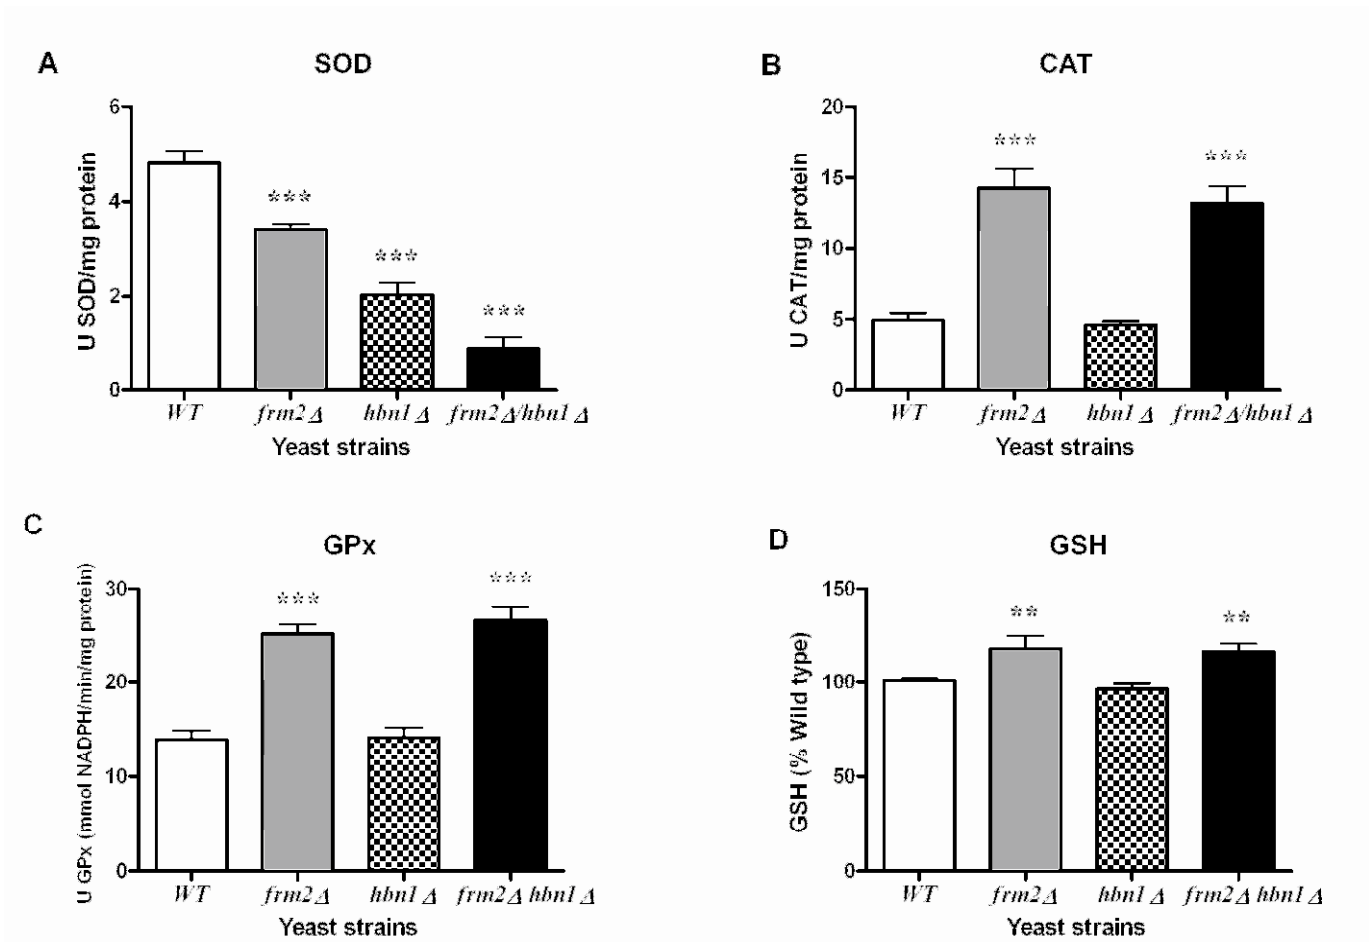 A
SOD
U SOD/mg protein
6
4
2
0
***
***
***
WT frm2Δ hbn1Δ frm2Δ/hbn1Δ
Yeast strains
B
CAT
U CAT/mg protein
20
15
10
5
0
***
***
WT frm2Δ hbn1Δ frm2Δ/hbn1Δ
Yeast strains
C
GPx
U GPx (mmol NADPH/min/mg protein)
30
20
10
0
***
***
WT frm2Δ hbn1Δ frm2Δ hbn1Δ
Yeast strains
D
GSH
GSH (% Wild type)
150
100
50
0
**
**
WT frm2Δ hbn1Δ frm2Δ hbn1Δ
Yeast strains